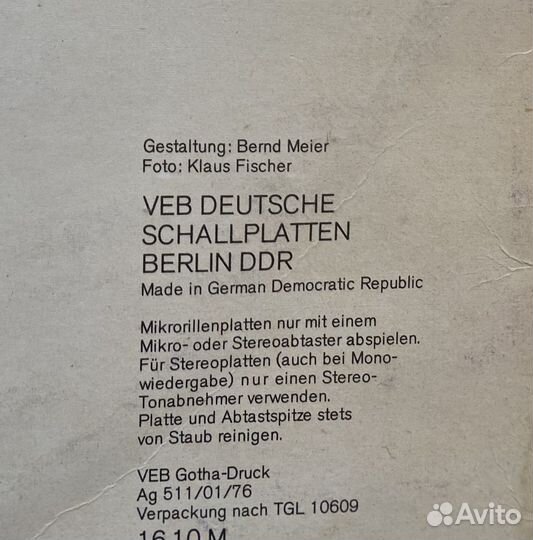 Gestaltung: Bernd Meier
Foto: Klaus Fischer
VEB DEUTSCHE
SCHALLPLATTEN
BERLIN DDR
Made in German Democratic Republic
Mikrorillenplatten nur mit einem
Mikro- oder Stereoabtaster abspielen.
Für Stereoplatten (auch bei Mono-
wiedergabe) nur einen Stereo-
Tonabnehmer verwenden.
Platte und Abtastspitze stets
von Staub reinigen.
VEB Gotha-Druck
Ag 511/01/76
Verpackung nach TGL 10609
16,10 M
Avito